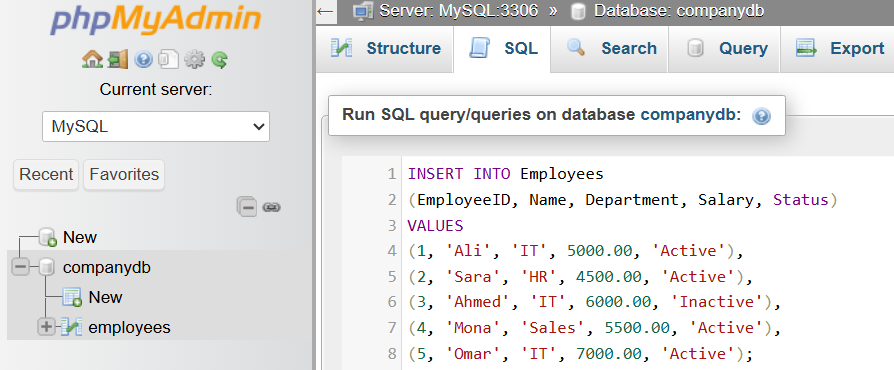 phpMyAdmin
Current server:
MySQL
Recent Favorites
New
companydb
New
employees
Server: MySQL:3306 » Database: companydb
Structure SQL Search Query Export
Run SQL query/queries on database companydb:
1 INSERT INTO Employees
2 (EmployeeID, Name, Department, Salary, Status)
3 VALUES
4 (1, 'Ali', 'IT', 5000.00, 'Active'),
5 (2, 'Sara', 'HR', 4500.00, 'Active'),
6 (3, 'Ahmed', 'IT', 6000.00, 'Inactive'),
7 (4, 'Mona', 'Sales', 5500.00, 'Active'),
8 (5, 'Omar', 'IT', 7000.00, 'Active');